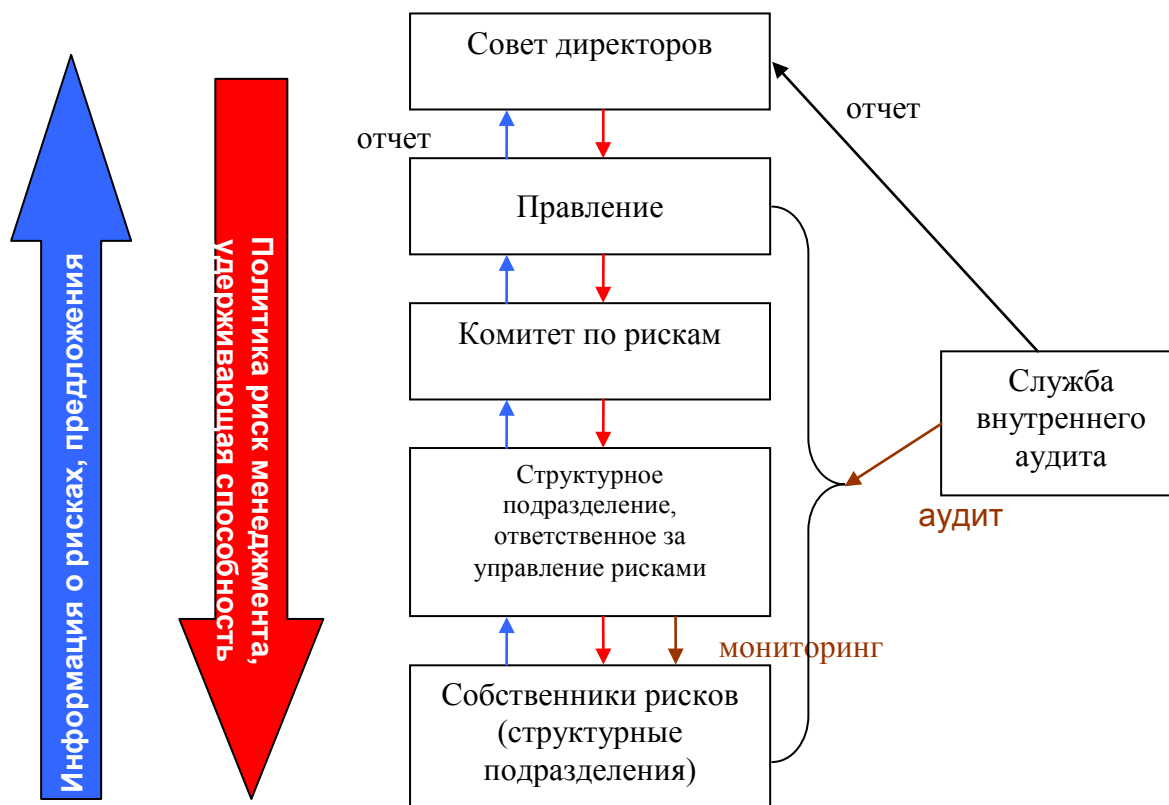 Совет директоров
отчет
отчет
Правление
Комитет по рискам
Служба
внутреннего
аудита
Структурное
подразделение,
ответственное за
управление рисками
аудит
мониторинг
Собственники рисков
(структурные
подразделения)
Информация о рисках, предложения
Политика риск менеджмента,
удерживающая способность